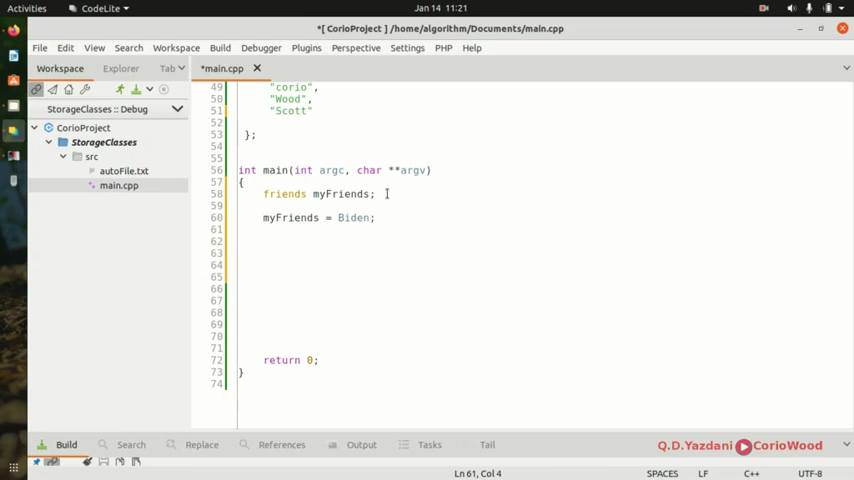 Activities CodeLite Jan 14 11:21
*[ CorioProject ] /home/algorithm/Documents/main.cpp
File Edit View Search Workspace Build Debugger Plugins Perspective Settings PHP Help
Workspace Explorer Tab *main.cpp
StorageClasses :: Debug
CorioProject
StorageClasses
src
autoFile.txt
main.cpp
49 "corio",
50 "Wood",
51 "Scott"
52
53 };
54
55
56 int main(int argc, char **argv)
57 {
58 friends myFriends;
59
60 myFriends = Biden;
61
62
63
64
65
66
67
68
69
70
71
72 return 0;
73 }
74
Build Search Replace References Output Tasks Tail
Q.D.Yazdani CorioWood
Ln 61, Col 4 SPACES LF C++ UTF-8